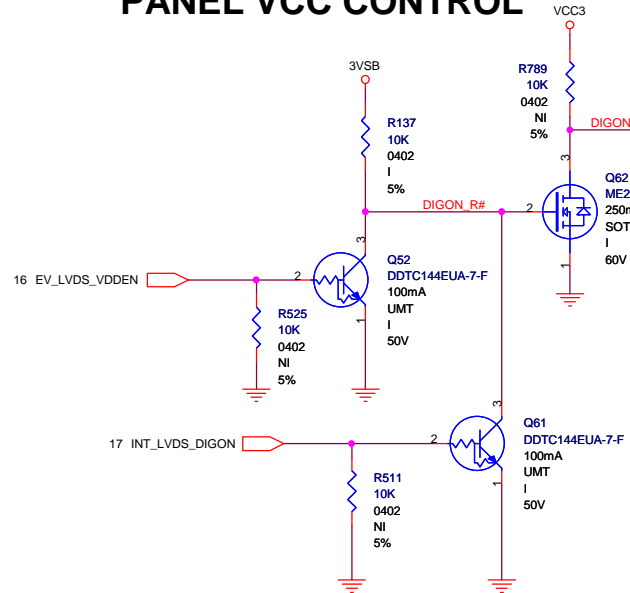 PANEL VCC CONTROL
VCC3
R789
10K
0402
NI
5%
DIGON
3
3VSB
R137
10K
0402
I
5%
DIGON_R#
2
Q62
ME2
250m
SOT
I
60V
1
3
Q52
DDTC144EUA-7-F
100mA
UMT
I
50V
16 EV_LVDS_VDDEN
2
1
R525
10K
0402
NI
5%
3
Q61
DDTC144EUA-7-F
100mA
UMT
I
50V
17 INT_LVDS_DIGON
2
1
R511
10K
0402
NI
5%